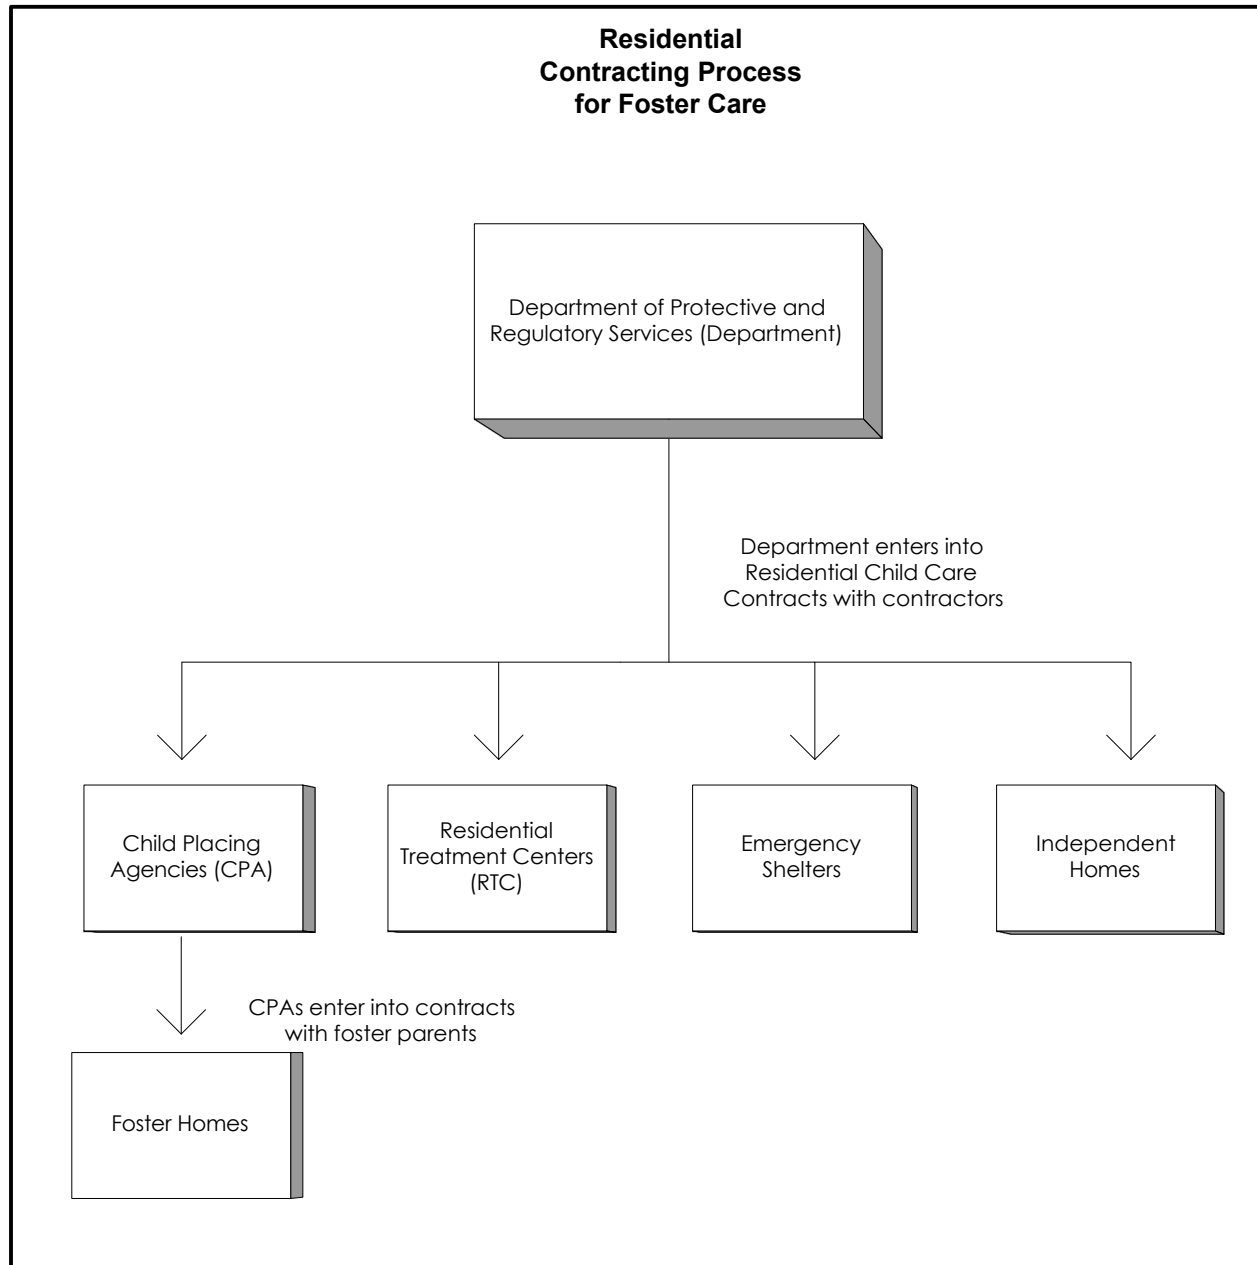 Residential
Contracting Process
for Foster Care
Department of Protective and
Regulatory Services (Department)
Department enters into
Residential Child Care
Contracts with contractors
Child Placing
Agencies (CPA)
Residential
Treatment Centers
(RTC)
Emergency
Shelters
Independent
Homes
CPAs enter into contracts
with foster parents
Foster Homes